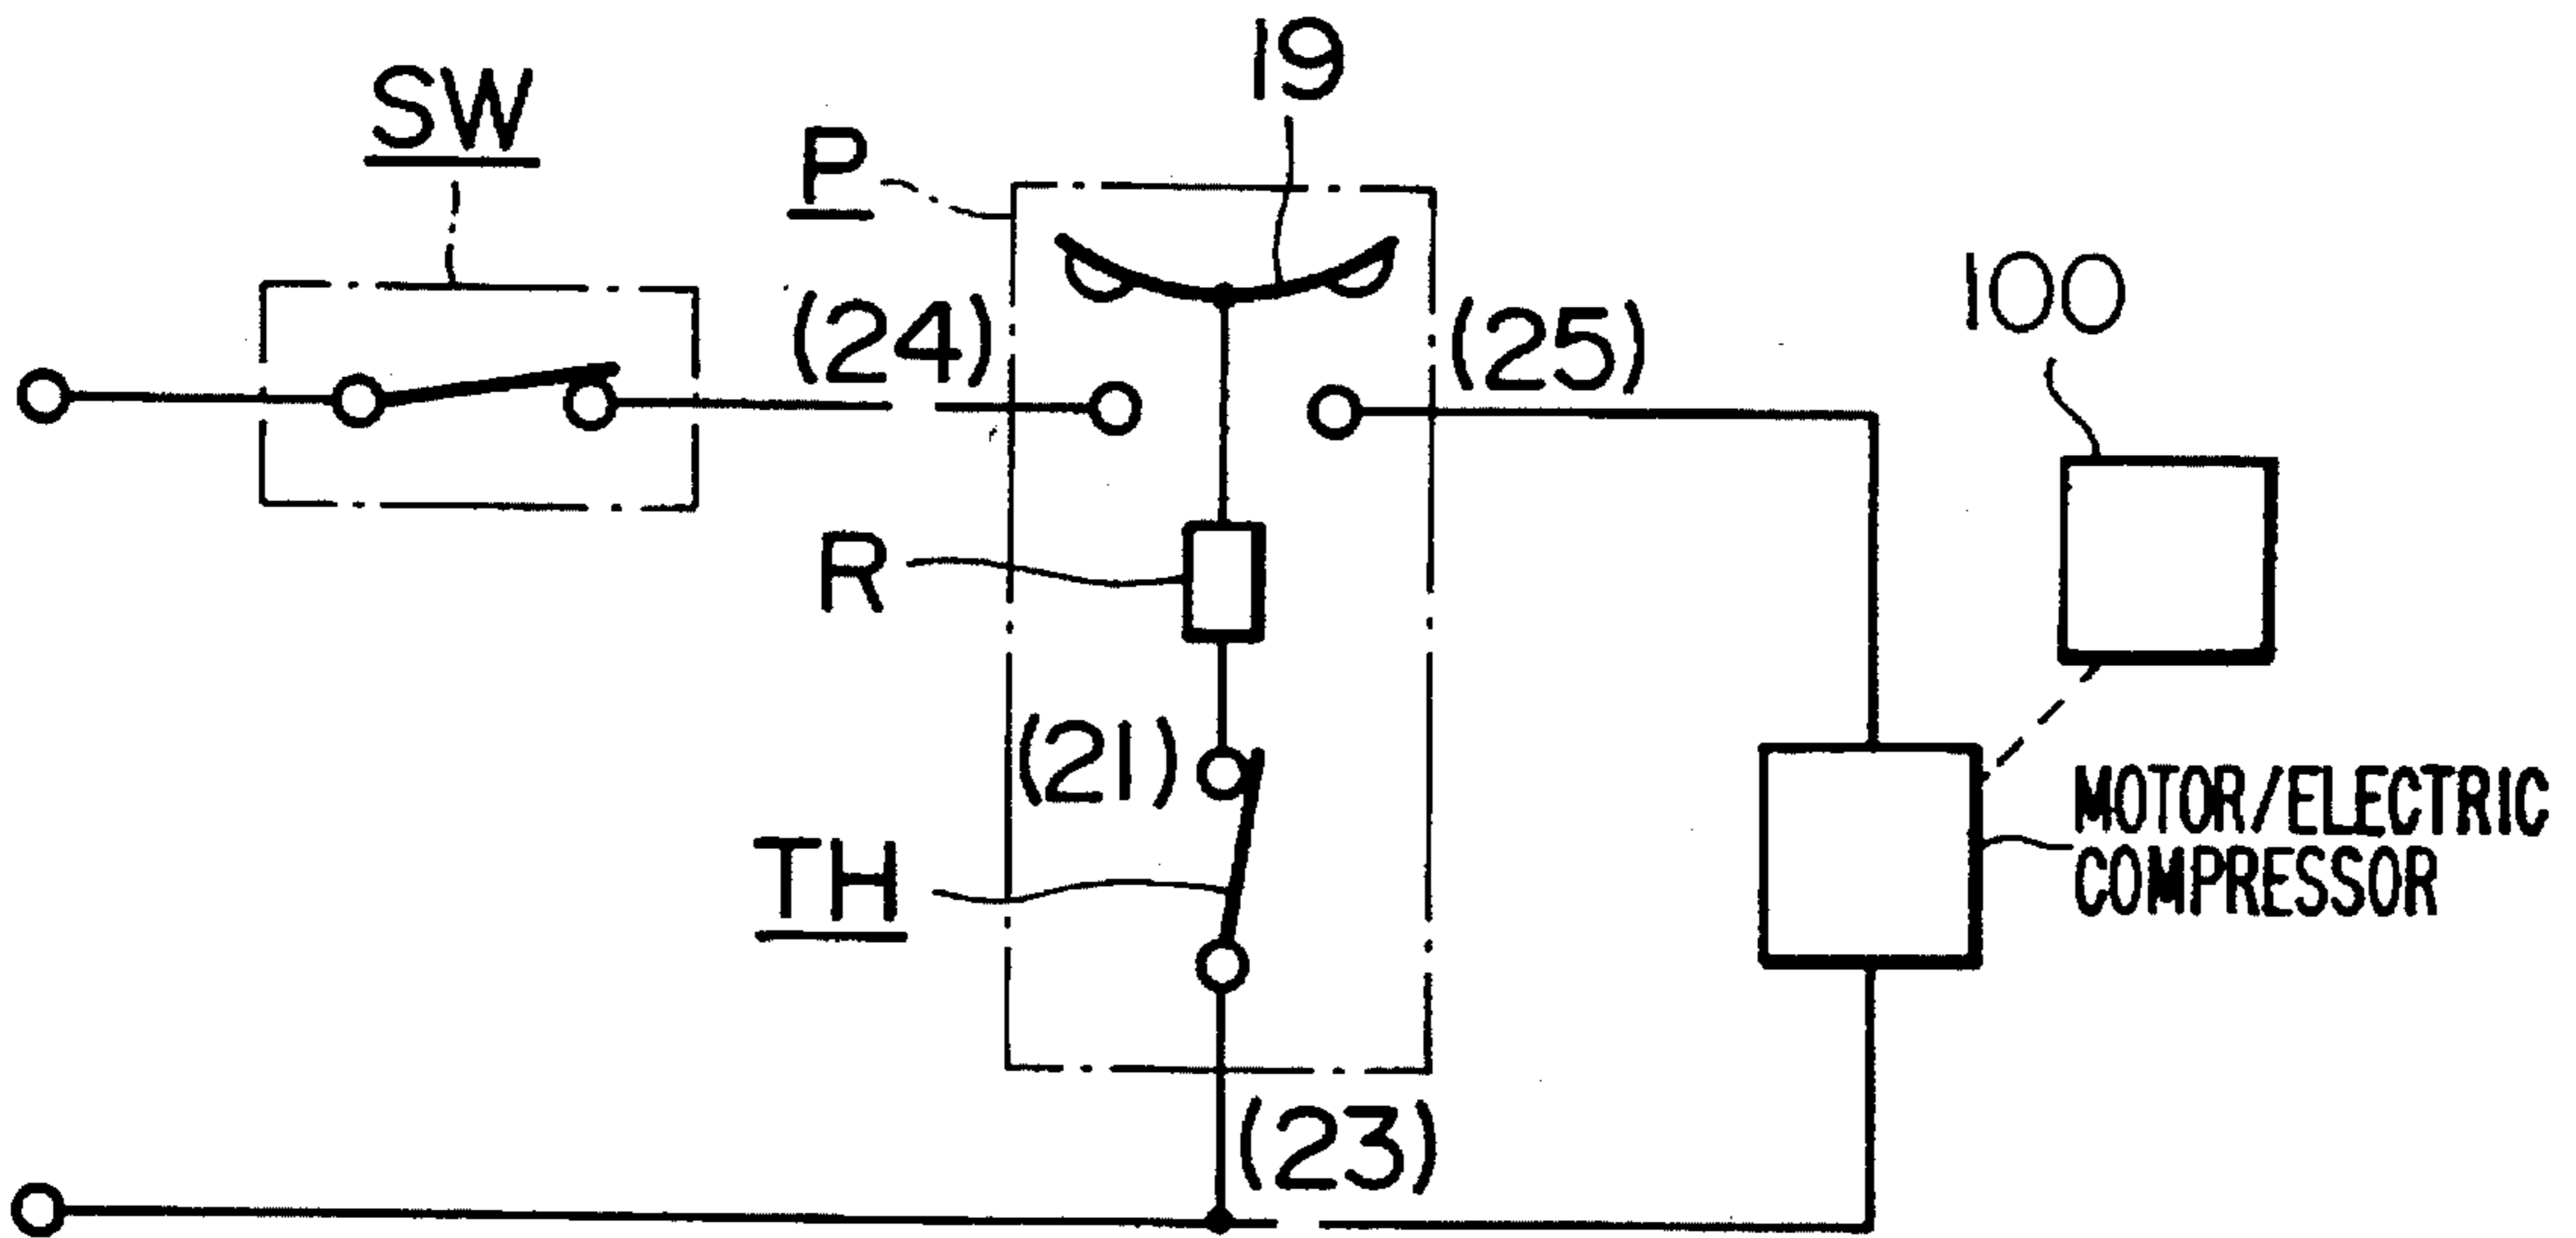 19
SW
P
(24)
(25)
100
R
(21)
TH
MOTOR/ELECTRIC
COMPRESSOR
(23)